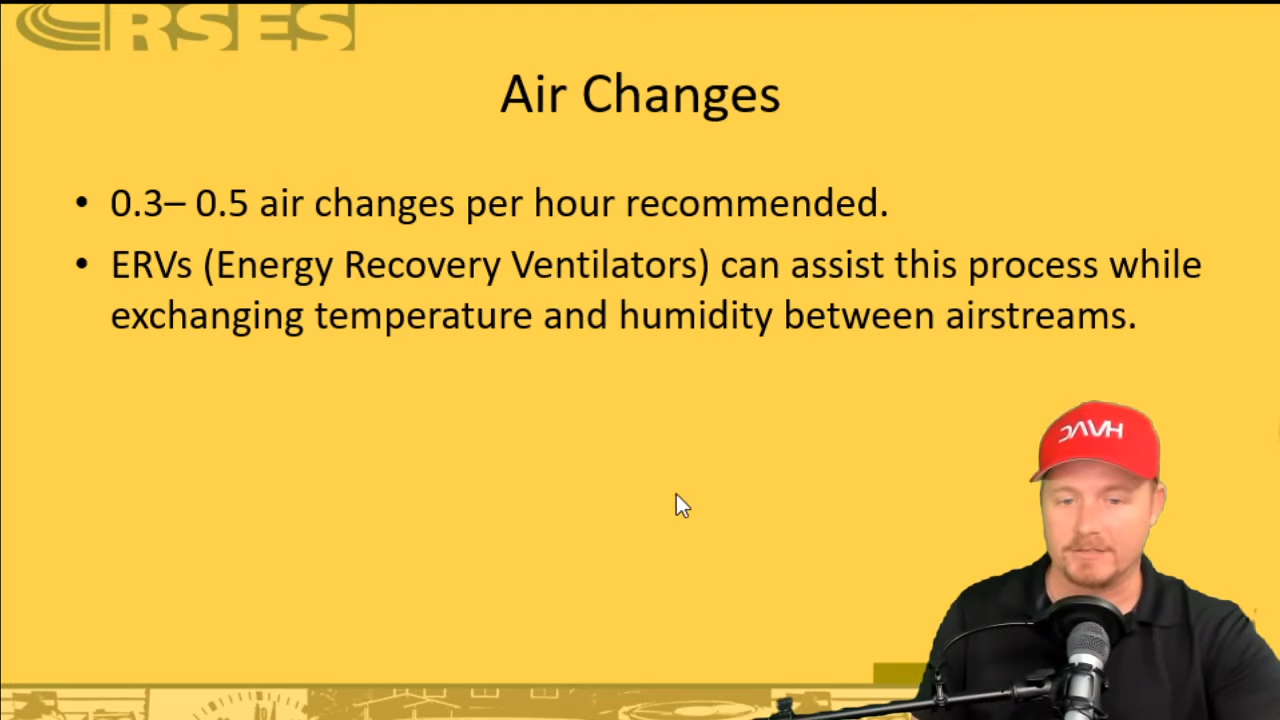 RSES
Air Changes
• 0.3– 0.5 air changes per hour recommended.
• ERVs (Energy Recovery Ventilators) can assist this process while
exchanging temperature and humidity between airstreams.
HVAC